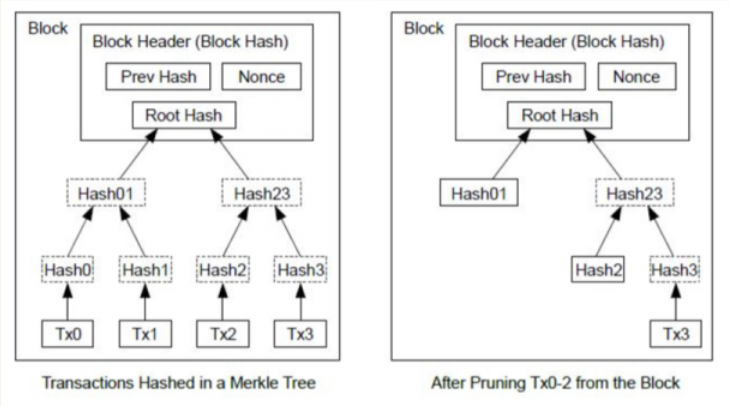 Block
Block Header (Block Hash)
Prev Hash
Nonce
Root Hash
Hash01
Hash23
Hash0
Hash1
Hash2
Hash3
Tx0
Tx1
Tx2
Tx3
Transactions Hashed in a Merkle Tree
Block
Block Header (Block Hash)
Prev Hash
Nonce
Root Hash
Hash01
Hash23
Hash2
Hash3
Tx3
After Pruning Tx0-2 from the Block